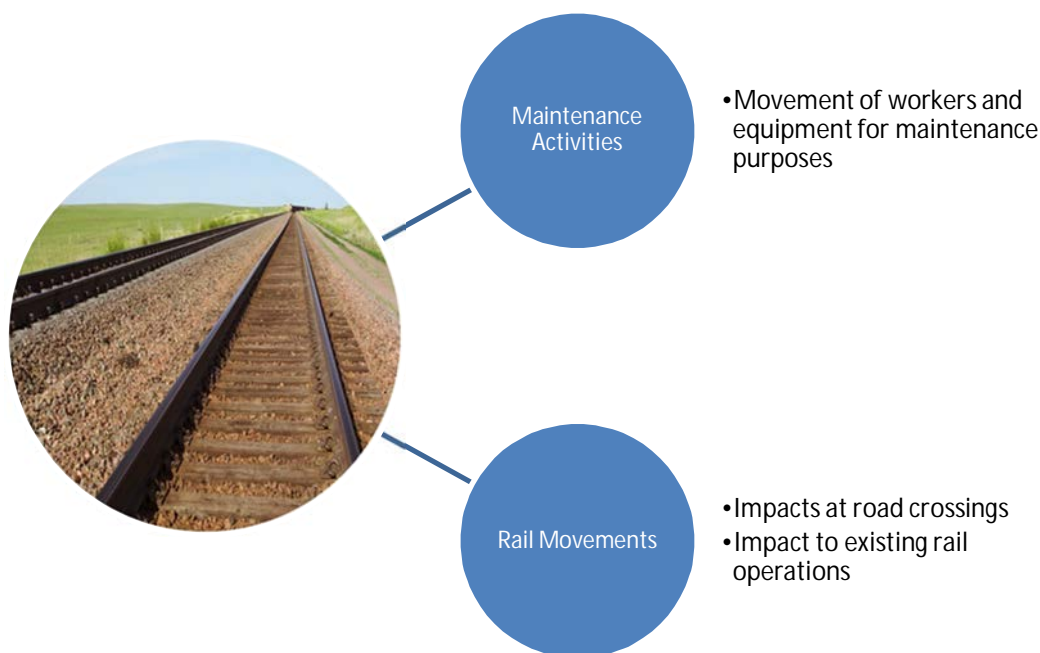 Maintenance
Activities
•Movement of workers and
equipment for maintenance
purposes
Rail Movements
•Impacts at road crossings
•Impact to existing rail
operations